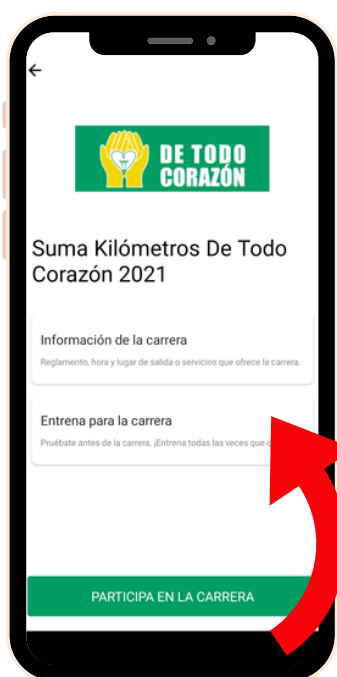 DE TODO
CORAZÓN
Suma Kilómetros De Todo
Corazón 2021
Información de la carrera
Reglamento, hora y lugar de salida o servicios que ofrece la carrera.
Entrena para la carrera
Pruébate antes de la carrera. ¡Entrena todas las veces que
PARTICIPA EN LA CARRERA